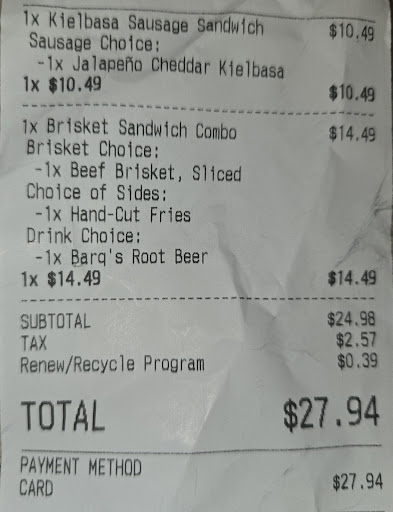 1x Kielbasa Sausage Sandwich $10.49
Sausage Choice:
-1x Jalapeño Cheddar Kielbasa
1x $10.49 $10.49
1x Brisket Sandwich Combo $14.49
Brisket Choice:
-1x Beef Brisket, Sliced
Choice of Sides:
-1x Hand-Cut Fries
Drink Choice:
-1x Barq's Root Beer
1x $14.49 $14.49
SUBTOTAL $24.98
TAX $2.57
Renew/Recycle Program $0.39
TOTAL $27.94
PAYMENT METHOD
CARD $27.94